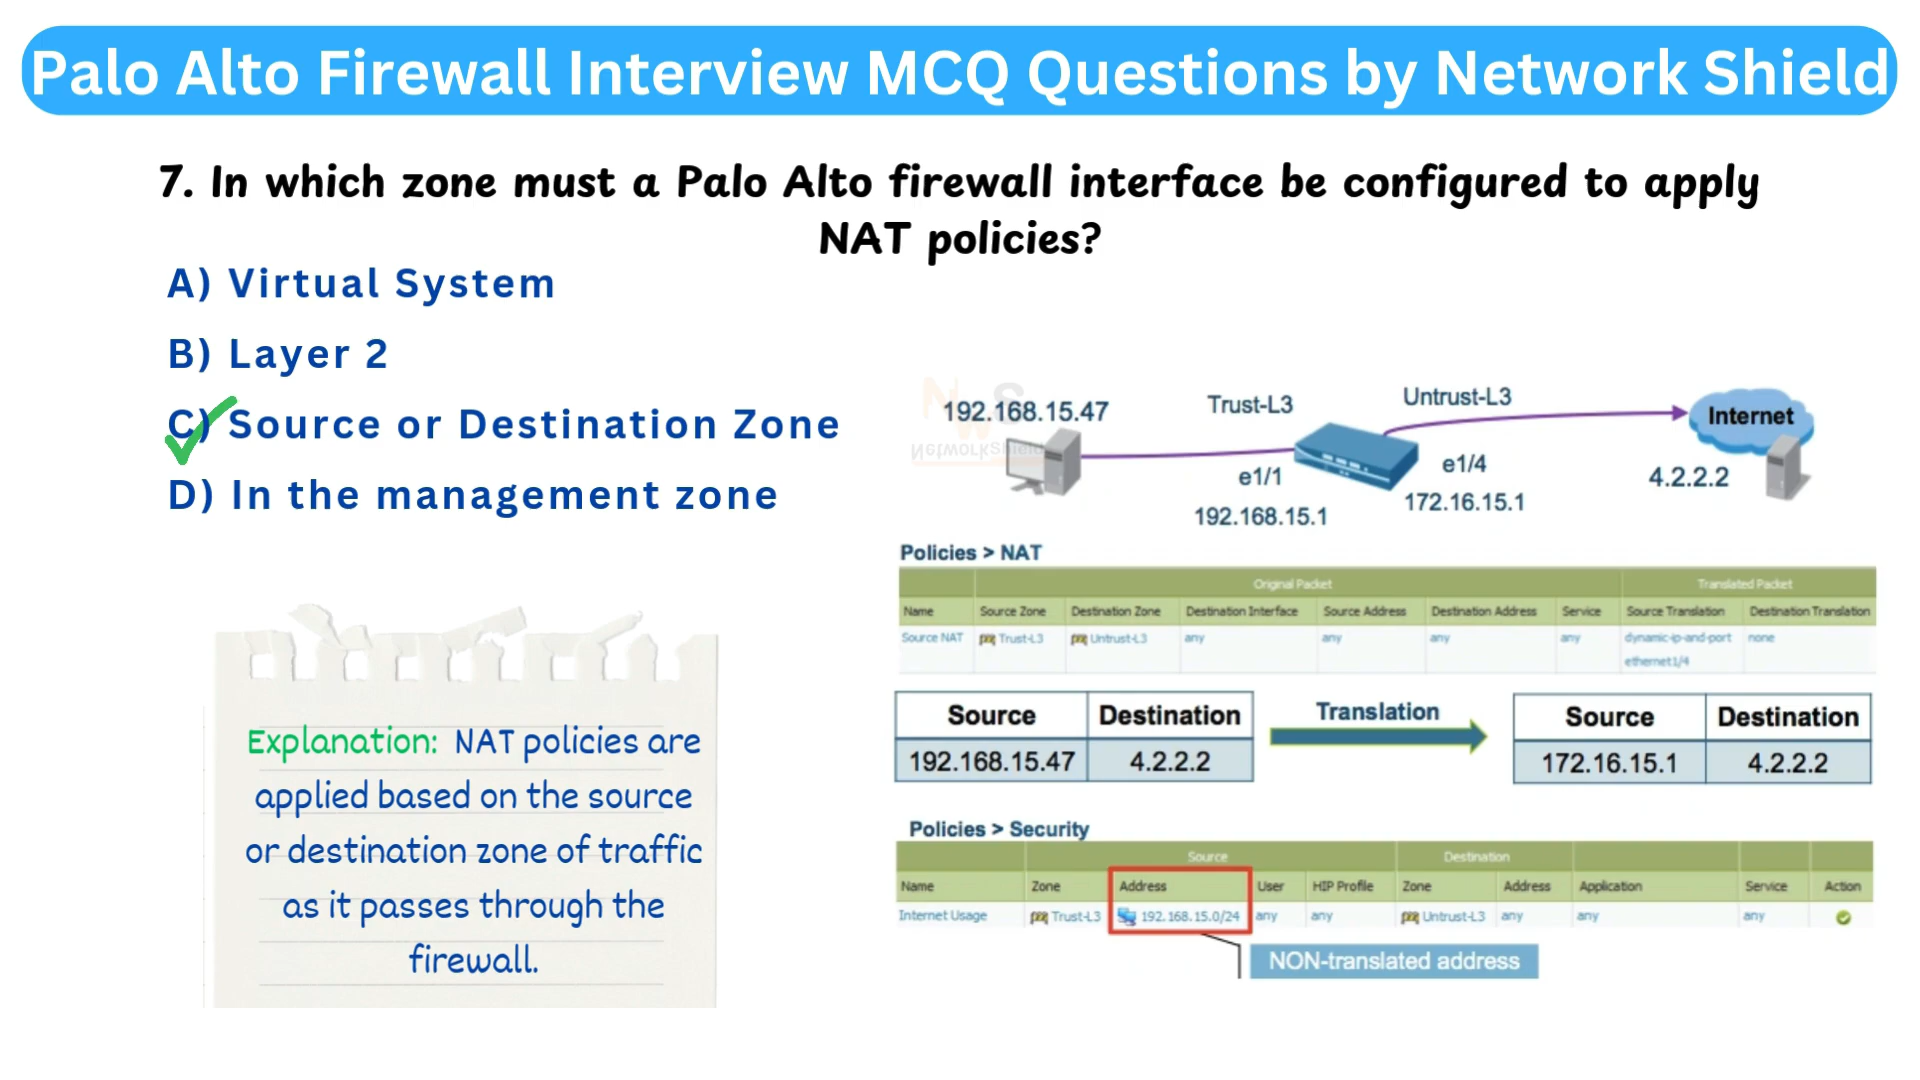 Palo Alto Firewall Interview MCQ Questions by Network Shield
7. In which zone must a Palo Alto firewall interface be configured to apply
NAT policies?
A) Virtual System
B) Layer 2
C) Source or Destination Zone
D) In the management zone
Explanation: NAT policies are
applied based on the source
or destination zone of traffic
as it passes through the
firewall.
NWS
NetworkShield
192.168.15.47
Trust-L3
Untrust-L3
Internet
e1/1
192.168.15.1
e1/4
172.16.15.1
4.2.2.2
Policies > NAT
Original Packet Translated Packet
Name Source Zone Destination Zone Destination Interface Source Address Destination Address Service Source Translation Destination Translation
Source NAT Trust-L3 Untrust-L3 any any any any dynamic-ip-and-port none
ethernet1/4
Source Destination
192.168.15.47 4.2.2.2
Translation
Source Destination
172.16.15.1 4.2.2.2
Policies > Security
Source Destination
Name Zone Address User HIP Profile Zone Address Application Service Action
Internet Usage Trust-L3 192.168.15.0/24 any any Untrust-L3 any any any
NON-translated address